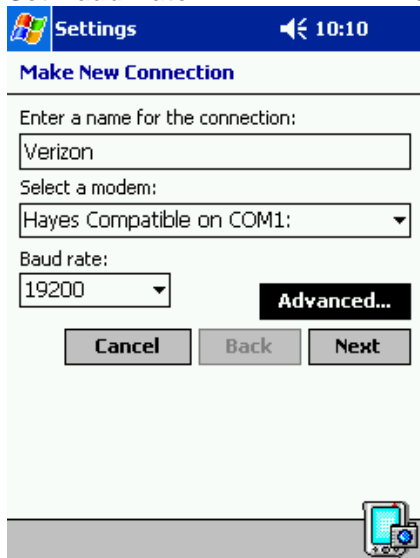 Settings 10:10
Make New Connection
Enter a name for the connection:
Verizon
Select a modem:
Hayes Compatible on COM1:
Baud rate:
19200
Advanced...
Cancel Back Next